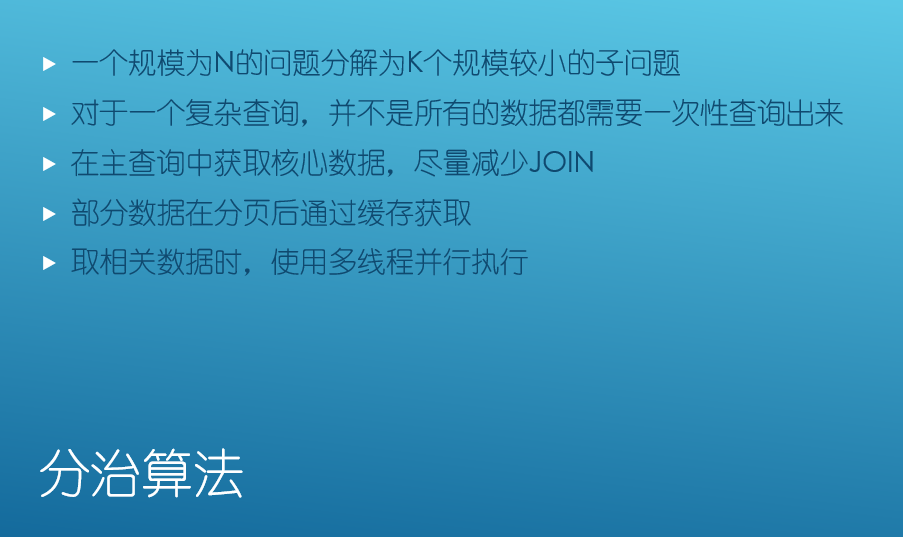 一个规模为N的问题分解为K个规模较小的子问题
对于一个复杂查询，并不是所有的数据都需要一次性查询出来
在主查询中获取核心数据，尽量减少JOIN
部分数据在分页后通过缓存获取
取相关数据时，使用多线程并行执行
分治算法